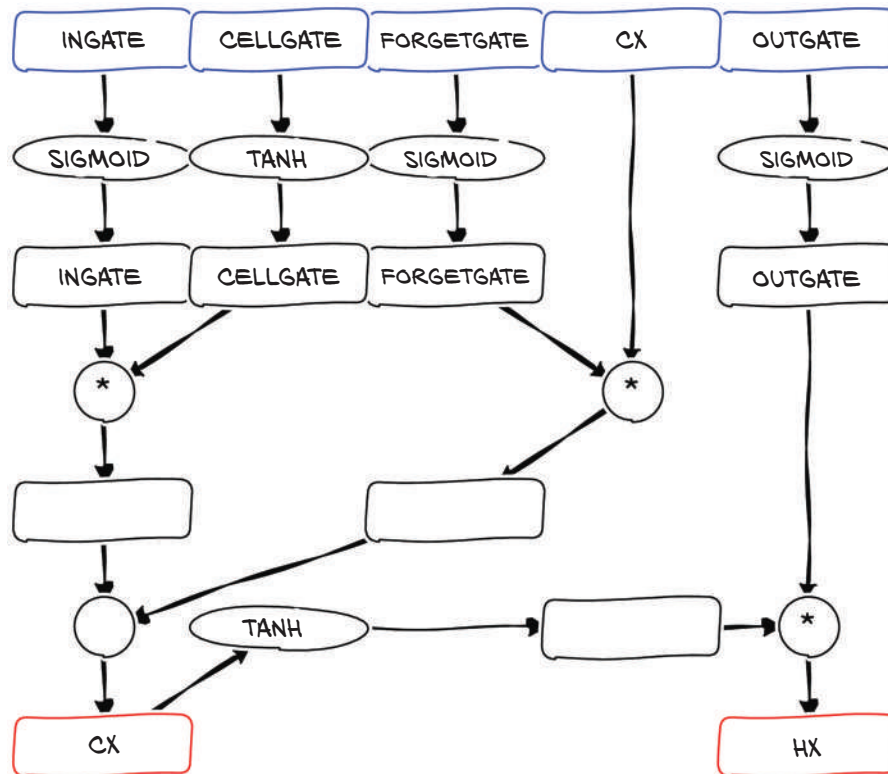 INGATE
CELLGATE
FORGETGATE
CX
OUTGATE
SIGMOID
TANH
SIGMOID
SIGMOID
INGATE
CELLGATE
FORGETGATE
OUTGATE
*
*
TANH
*
CX
HX